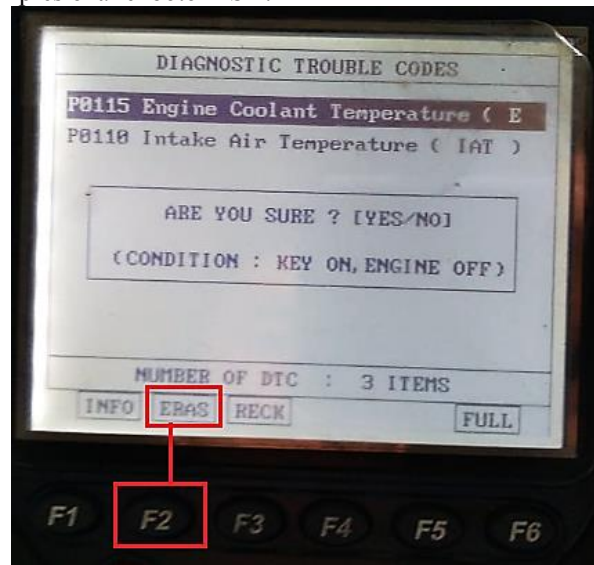 DIAGNOSTIC TROUBLE CODES
P0115 Engine Coolant Temperature ( E
P0110 Intake Air Temperature ( IAT )
ARE YOU SURE ? [YES/NO]
(CONDITION : KEY ON, ENGINE OFF)
NUMBER OF DTC : 3 ITEMS
INFO ERAS RECK FULL
F1 F2 F3 F4 F5 F6